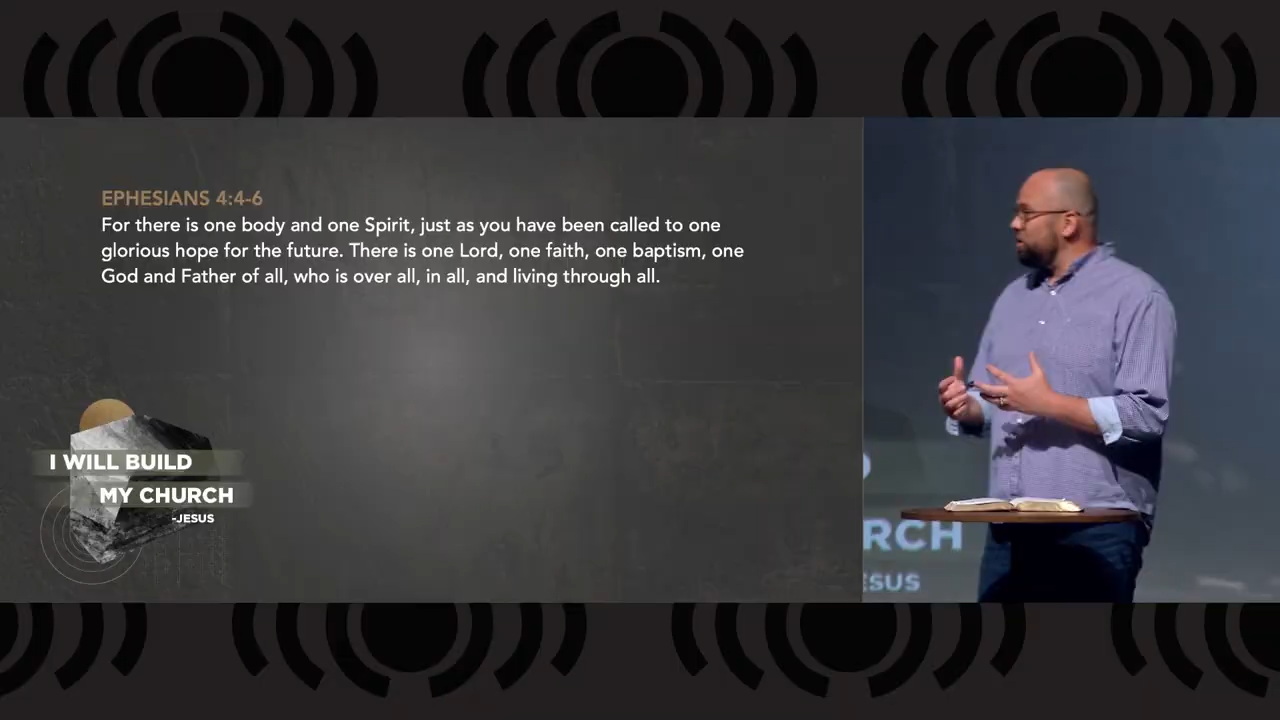 EPHESIANS 4:4-6
For there is one body and one Spirit, just as you have been called to one
glorious hope for the future. There is one Lord, one faith, one baptism, one
God and Father of all, who is over all, in all, and living through all.
I WILL BUILD
MY CHURCH
-JESUS
RCH
ESUS